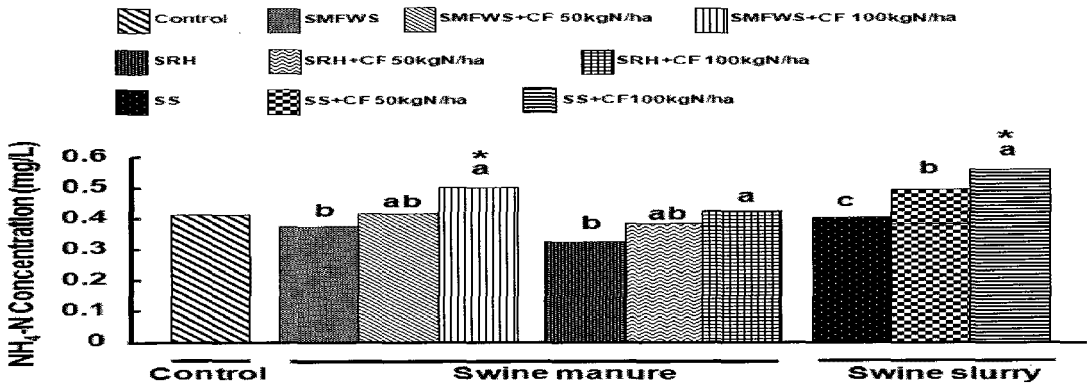 Control SMFWS SMFWS+CF 50kgN/ha SMFWS+CF 100kgN/ha
SRH SRH+CF 50kgN/ha SRH+CF 100kgN/ha
SS SS+CF 50kgN/ha SS+CF100kgN/ha
NH4-N Concentration (mg/L)
0.6
0.5
0.4
0.3
0.2
0.1
0
b ab * a b ab a c b * a
Control Swine manure Swine slurry